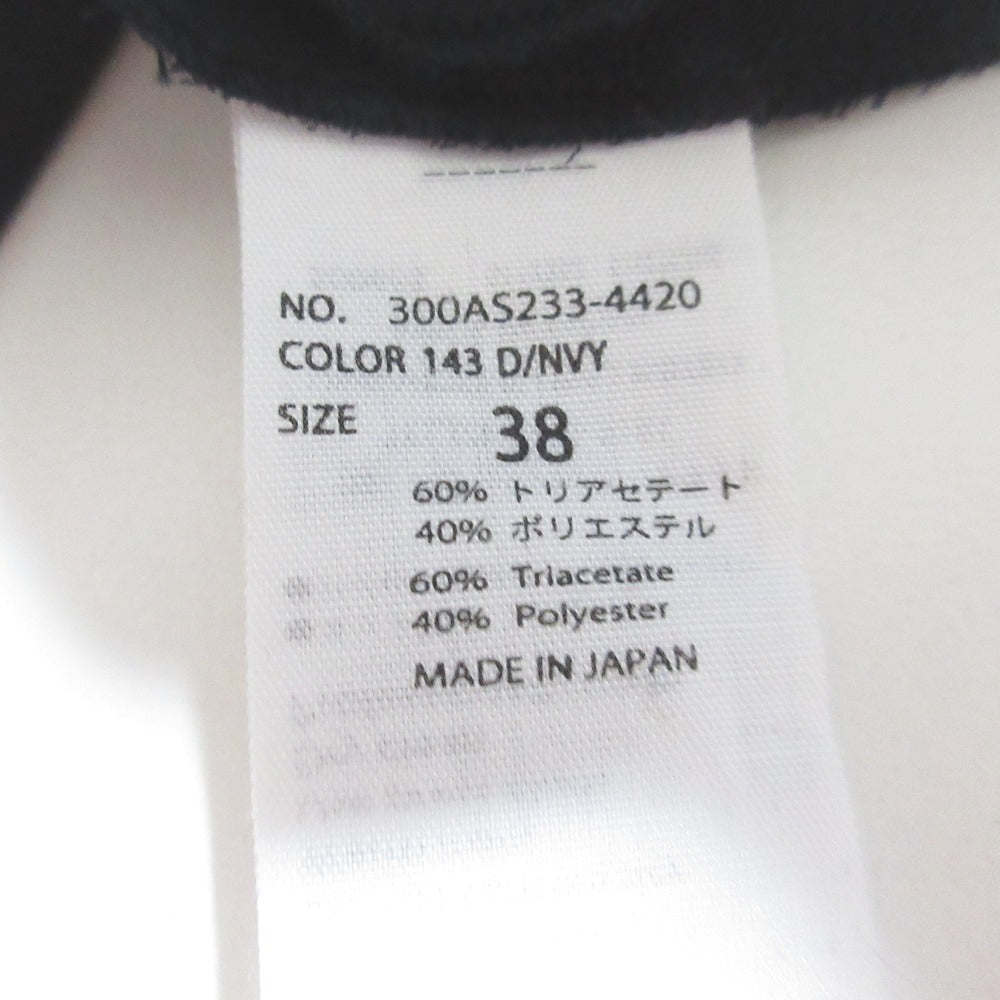 NO. 300AS233-4420
COLOR 143 D/NVY
SIZE 38
60% トリアセテート
40% ポリエステル
60% Triacetate
40% Polyester
MADE IN JAPAN